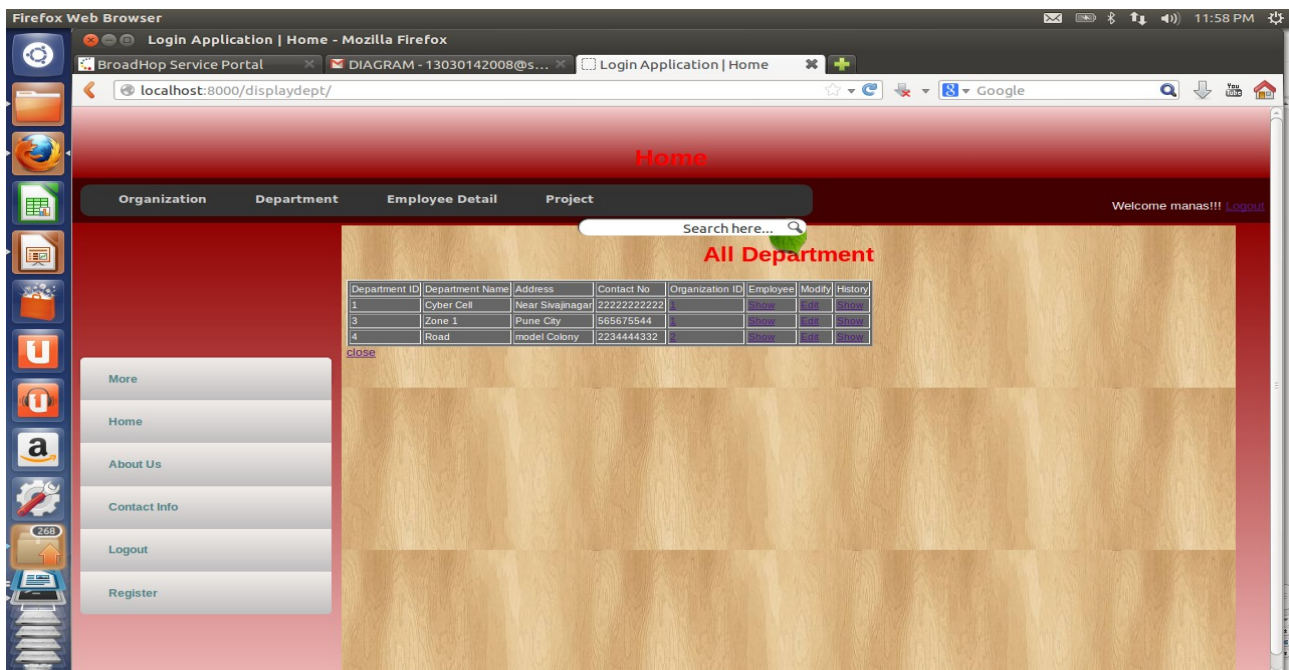 Firefox Web Browser
11:58 PM
Login Application | Home - Mozilla Firefox
BroadHop Service Portal
DIAGRAM - 13030142008@s...
Login Application | Home
localhost:8000/displaydept/
Google
You Tube
Home
Organization Department Employee Detail Project
Welcome manas!!! Logout
Search here...
All Department
Department ID Department Name Address Contact No Organization ID Employee Modify History
1 Cyber Cell Near Sivajinagar 22222222222 1 Show Edit Show
3 Zone 1 Pune City 565675544 1 Show Edit Show
4 Road model Colony 2234444332 2 Show Edit Show
close
More
Home
About Us
Contact Info
Logout
Register
268